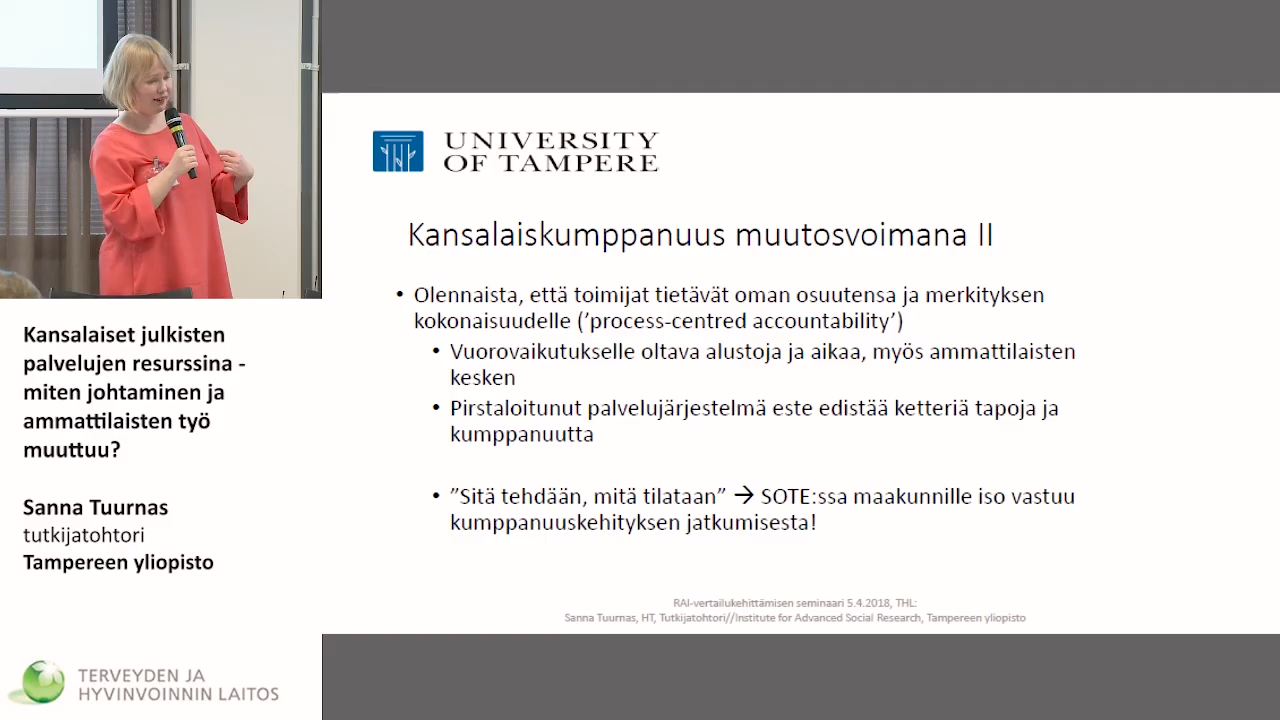 UNIVERSITY
OF TAMPERE
Kansalaiskumppanuus muutosvoimana II
• Olennaista, että toimijat tietävät oman osuutensa ja merkityksen
kokonaisuudelle (’process-centred accountability’)
• Vuorovaikutukselle oltava alustoja ja aikaa, myös ammattilaisten
kesken
• Pirstaloitunut palvelujärjestelmä este edistää ketteriä tapoja ja
kumppanuutta
• ”Sitä tehdään, mitä tilataan” → SOTE:ssa maakunnille iso vastuu
kumppanuuskehityksen jatkumisesta!
RAI-vertailukehittämisen seminaari 5.4.2018, THL:
Sanna Tuurnas, HT, Tutkijatohtori//Institute for Advanced Social Research, Tampereen yliopisto
Kansalaiset julkisten
palvelujen resurssina -
miten johtaminen ja
ammattilaisten työ
muuttuu?
Sanna Tuurnas
tutkijatohtori
Tampereen yliopisto
TERVEYDEN JA
HYVINVOINNIN LAITOS